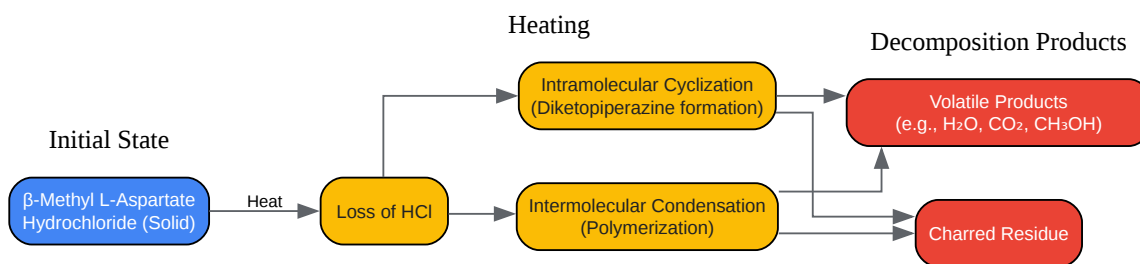 Heating
Decomposition Products
Initial State
β-Methyl L-Aspartate
Hydrochloride (Solid)
Heat
Loss of HCl
Intramolecular Cyclization
(Diketopiperazine formation)
Intermolecular Condensation
(Polymerization)
Volatile Products
(e.g., H₂O, CO₂, CH₃OH)
Charred Residue